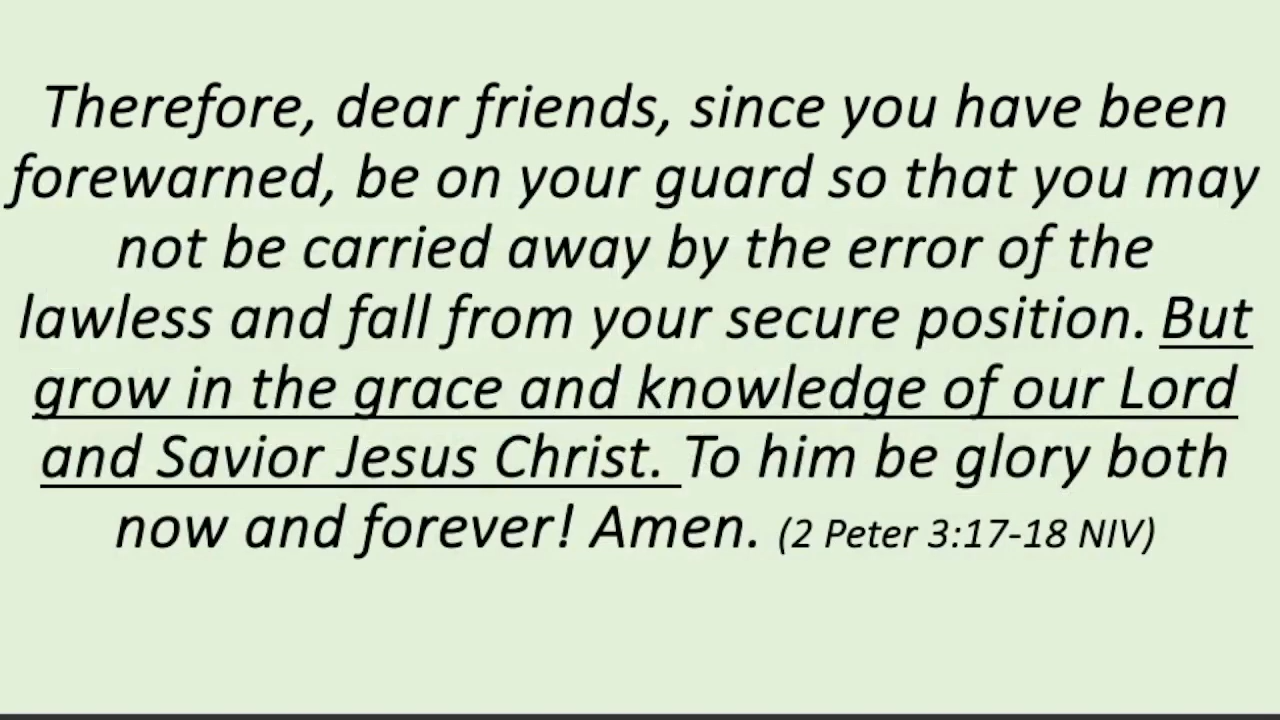 Therefore, dear friends, since you have been
forewarned, be on your guard so that you may
not be carried away by the error of the
lawless and fall from your secure position. But
grow in the grace and knowledge of our Lord
and Savior Jesus Christ. To him be glory both
now and forever! Amen. (2 Peter 3:17-18 NIV)